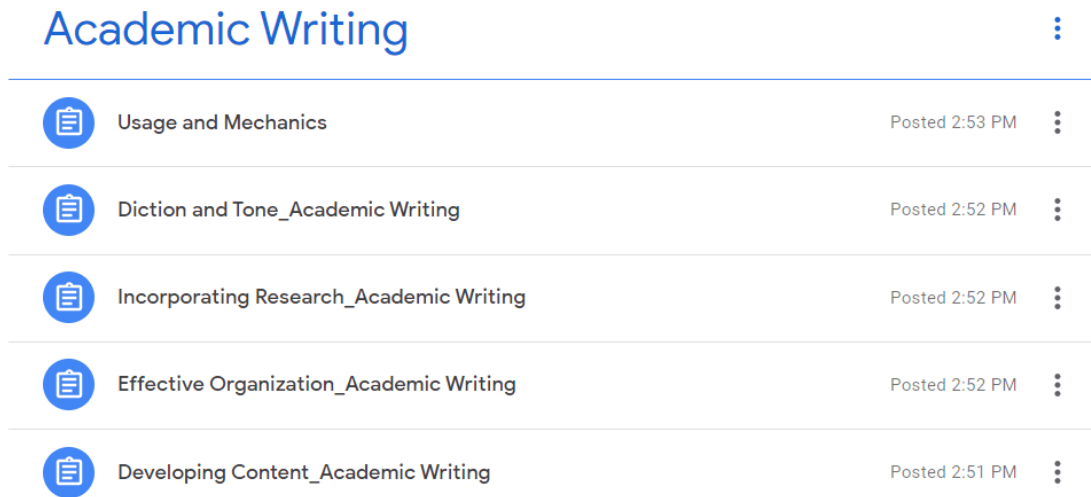 Academic Writing
Usage and Mechanics Posted 2:53 PM
Diction and Tone_Academic Writing Posted 2:52 PM
Incorporating Research_Academic Writing Posted 2:52 PM
Effective Organization_Academic Writing Posted 2:52 PM
Developing Content_Academic Writing Posted 2:51 PM